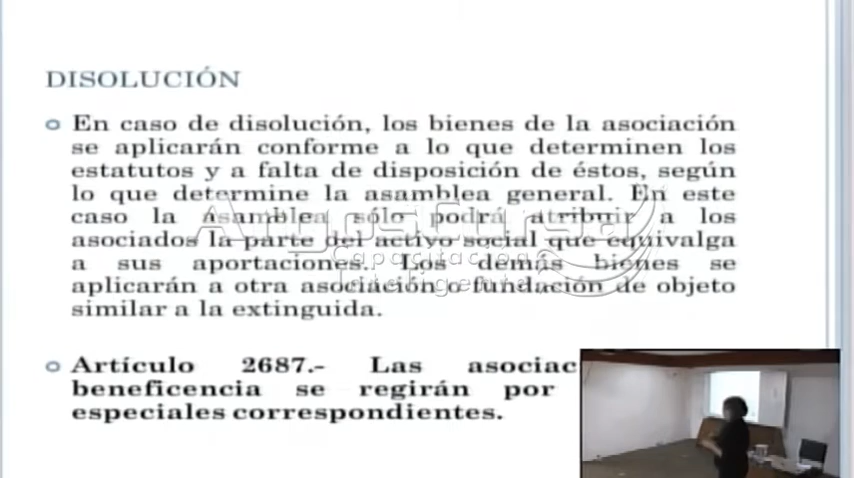 DISOLUCIÓN
En caso de disolución, los bienes de la asociación
se aplicarán conforme a lo que determinen los
estatutos y a falta de disposición de éstos, según
lo que determine la asamblea general. En este
caso la asamblea sólo podrá atribuir a los
asociados la parte del activo social que equivalga
a sus aportaciones. Los demás bienes se
aplicarán a otra asociación o fundación de objeto
similar a la extinguida.
Artículo 2687.- Las asociac
beneficencia se regirán por
especiales correspondientes.